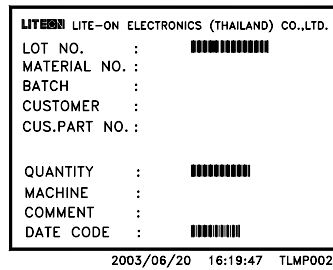 LITEON LITE-ON ELECTRONICS (THAILAND) CO.,LTD.
LOT NO. :
MATERIAL NO. :
BATCH :
CUSTOMER :
CUS.PART NO. :
QUANTITY :
MACHINE :
COMMENT :
DATE CODE :
2003/06/20 16:19:47 TLMP002